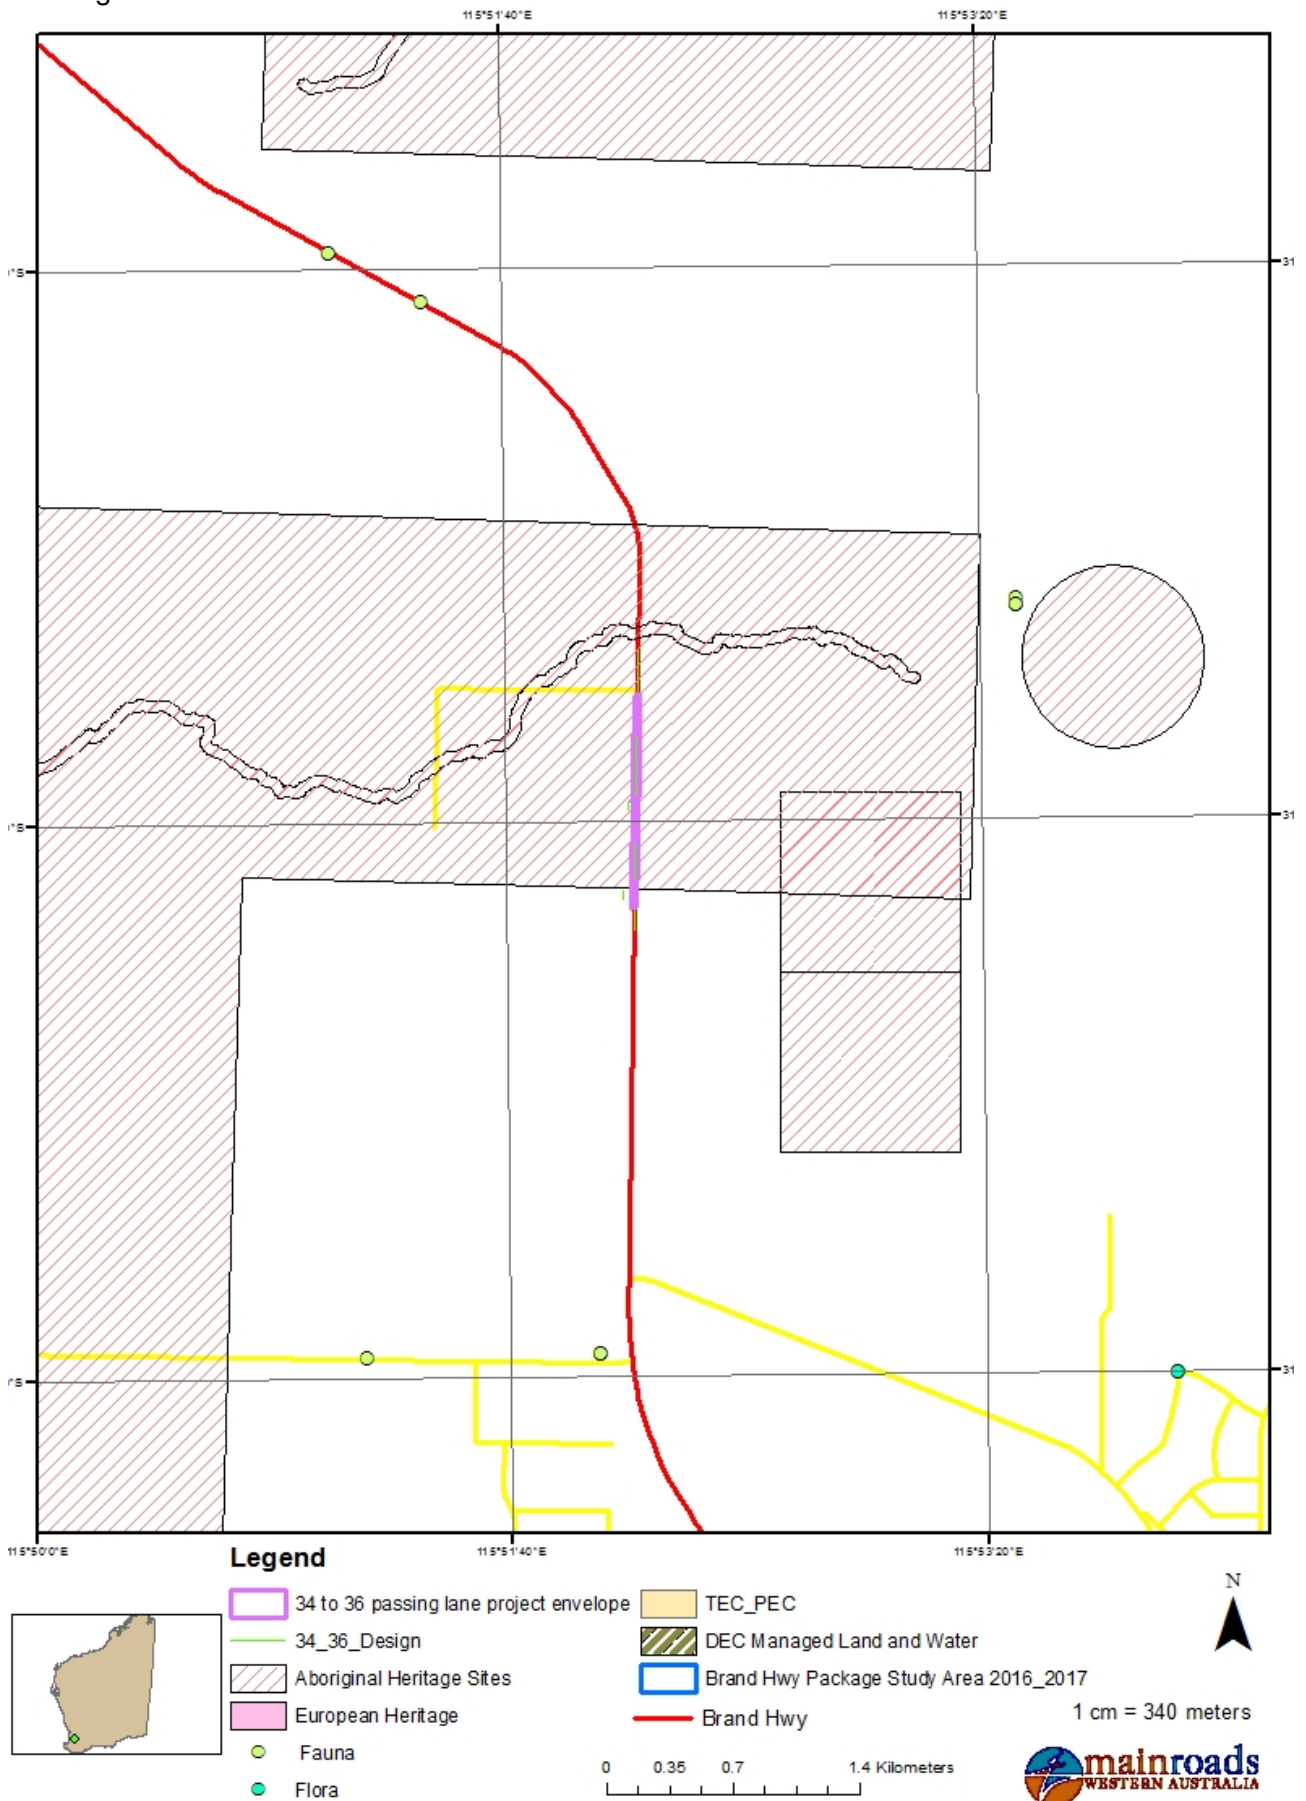 115°51'40"E 115°53'20"E
31
31
31
115°50'0"E 115°51'40"E 115°53'20"E
Legend
34 to 36 passing lane project envelope
34_36_Design
Aboriginal Heritage Sites
European Heritage
Fauna
Flora
TEC_PEC
DEC Managed Land and Water
Brand Hwy Package Study Area 2016_2017
Brand Hwy
0 0.35 0.7 1.4 Kilometers
N
1 cm = 340 meters
mainroads
WESTERN AUSTRALIA